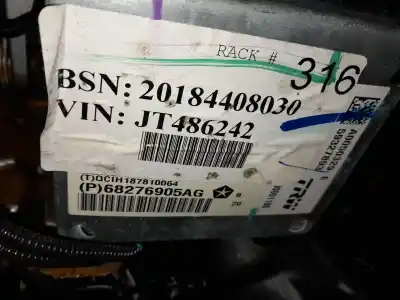 RACK # 316
BSN: 20184408030
VIN: JT486242
(T)QCIH187810064
(P)68276905AG
TRW